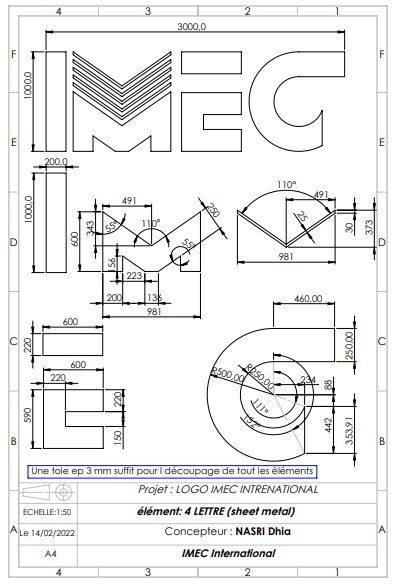 4 3 2 1
3000,0
F F
1000,0
IMEC
E E
200,0
1000,0
491
250
55°
110°
55°
600
343
156
223
200
136
981
110°
491
25
30
373
981
D D
600
220
600
220
590
220
150
460,00
250,00
R500,00
R250,00
234
88
111°
152°
442
353,91
C C
B B
Une tole ep 3 mm suffit pour l découpage de tout les éléments
Projet : LOGO IMEC INTRENATIONAL
ECHELLE:1:50
élément: 4 LETTRE (sheet metal)
A A
Le 14/02/2022
Concepteur : NASRI Dhia
A4
IMEC International
4 3 2 1